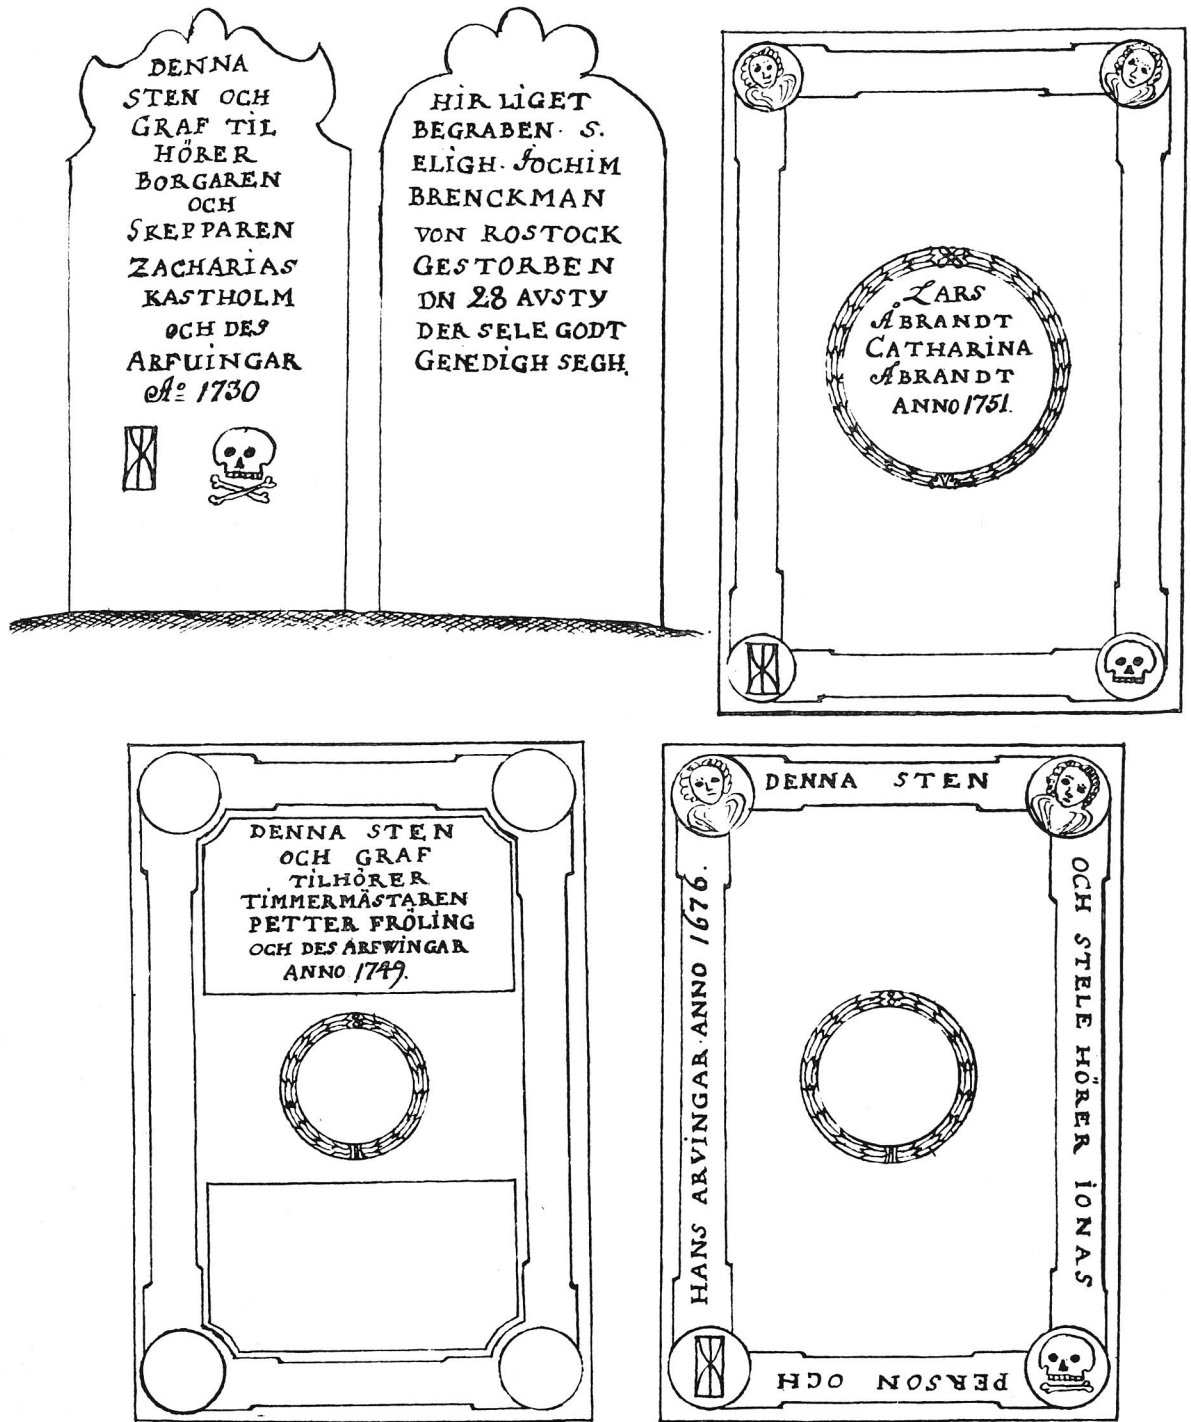 DENNA
STEN OCH
GRAF TIL
HÖRER
BORGAREN
OCH
SKEPPAREN
ZACHARIAS
KASTHOLM
OCH DES
ARFUINGAR
Aº 1730
HIR LIGET
BEGRABEN· S.
ELIGH· JOCHIM
BRENCKMAN
VON ROSTOCK
GESTORBEN
DN 28 AVSTY
DER SELE GODT
GENEDIGH SEGH.
LARS
ÅBRANDT
CATHARINA
ÅBRANDT
ANNO 1751.
DENNA STEN
OCH GRAF
TILHÖRER
TIMMERMÄSTAREN
PETTER FRÖLING
OCH DES ARFWINGAR
ANNO 1749.
DENNA STEN
OCH STELE HÖRER IONAS
PERSON OCH
HANS ARVINGAR·ANNO 1676.